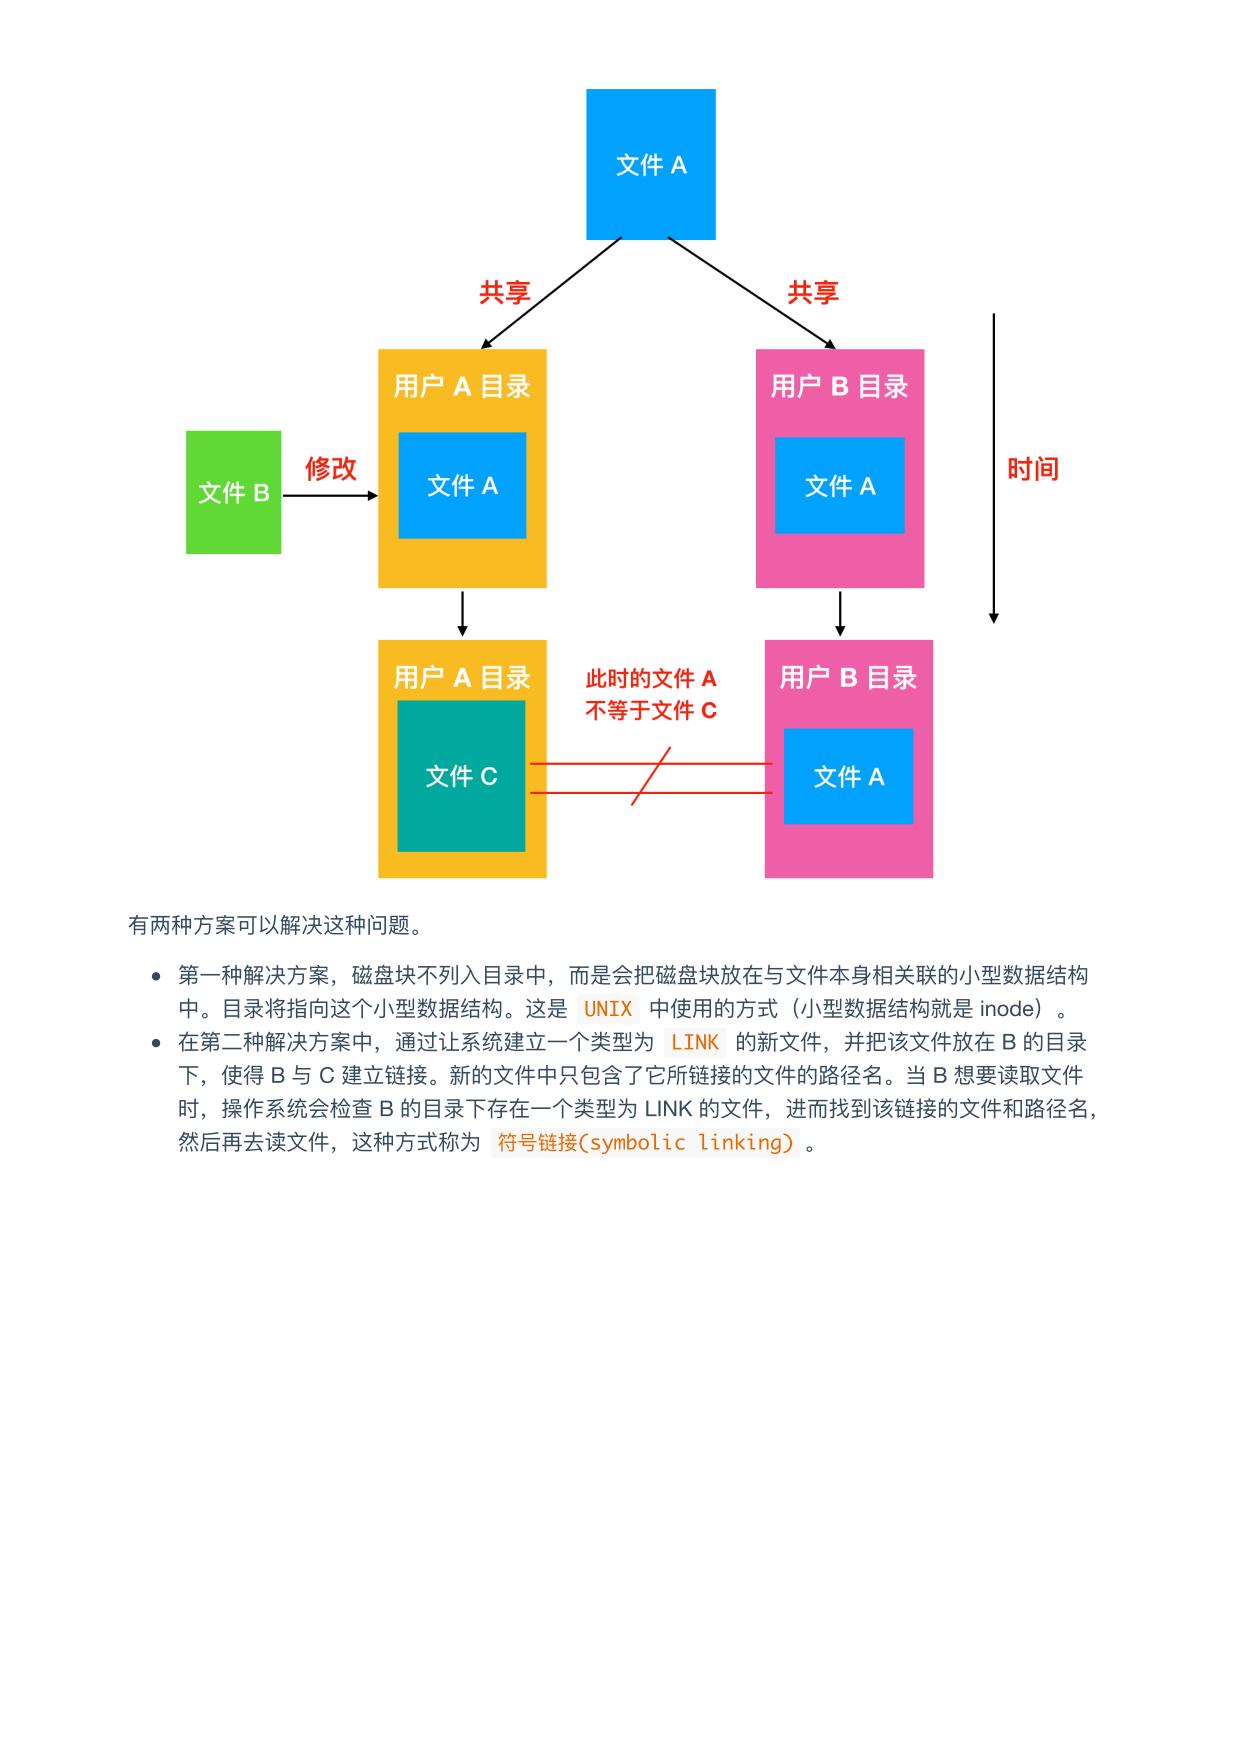 文件 A
共享
共享
用户 A 目录
用户 B 目录
修改
时间
文件 B
文件 A
文件 A
用户 A 目录
此时的文件 A
不等于文件 C
用户 B 目录
文件 C
文件 A
有两种方案可以解决这种问题。
第一种解决方案，磁盘块不列入目录中，而是会把磁盘块放在与文件本身相关联的小型数据结构
中。目录将指向这个小型数据结构。这是 UNIX 中使用的方式（小型数据结构就是 inode）。
在第二种解决方案中，通过让系统建立一个类型为 LINK 的新文件，并把该文件放在 B 的目录
下，使得 B 与 C 建立链接。新的文件中只包含了它所链接的文件的路径名。当 B 想要读取文件
时，操作系统会检查 B 的目录下存在一个类型为 LINK 的文件，进而找到该链接的文件和路径名，
然后再去读文件，这种方式称为 符号链接(symbolic linking) 。